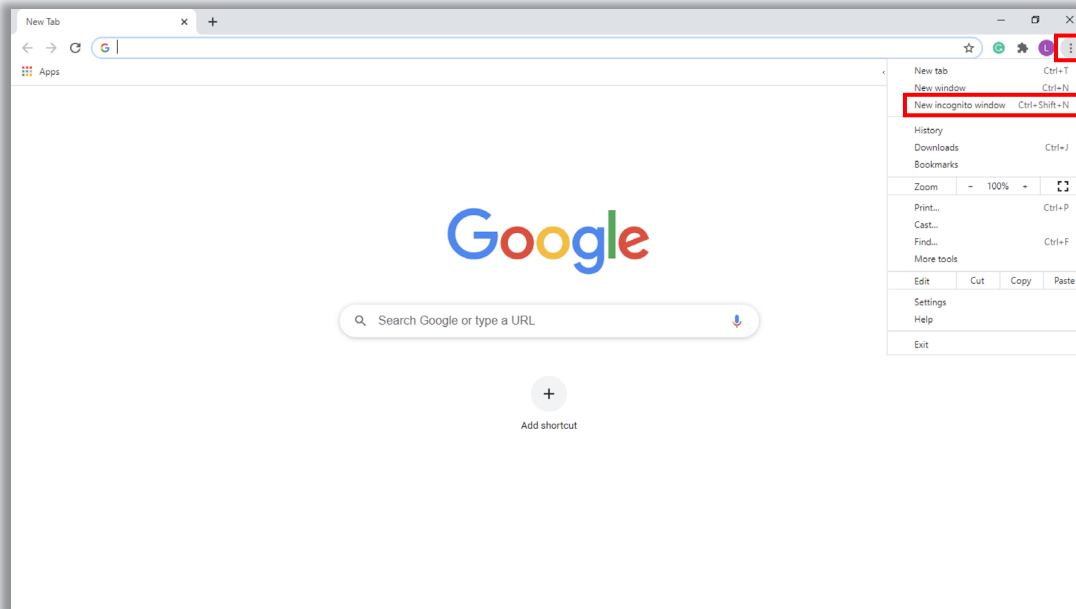 New Tab
Apps
New tab Ctrl+T
New window Ctrl+N
New incognito window Ctrl+Shift+N
History
Downloads Ctrl+J
Bookmarks
Zoom - 100% +
Print... Ctrl+P
Cast...
Find... Ctrl+F
More tools
Edit Cut Copy Paste
Settings
Help
Exit
Google
Search Google or type a URL
Add shortcut
G
L